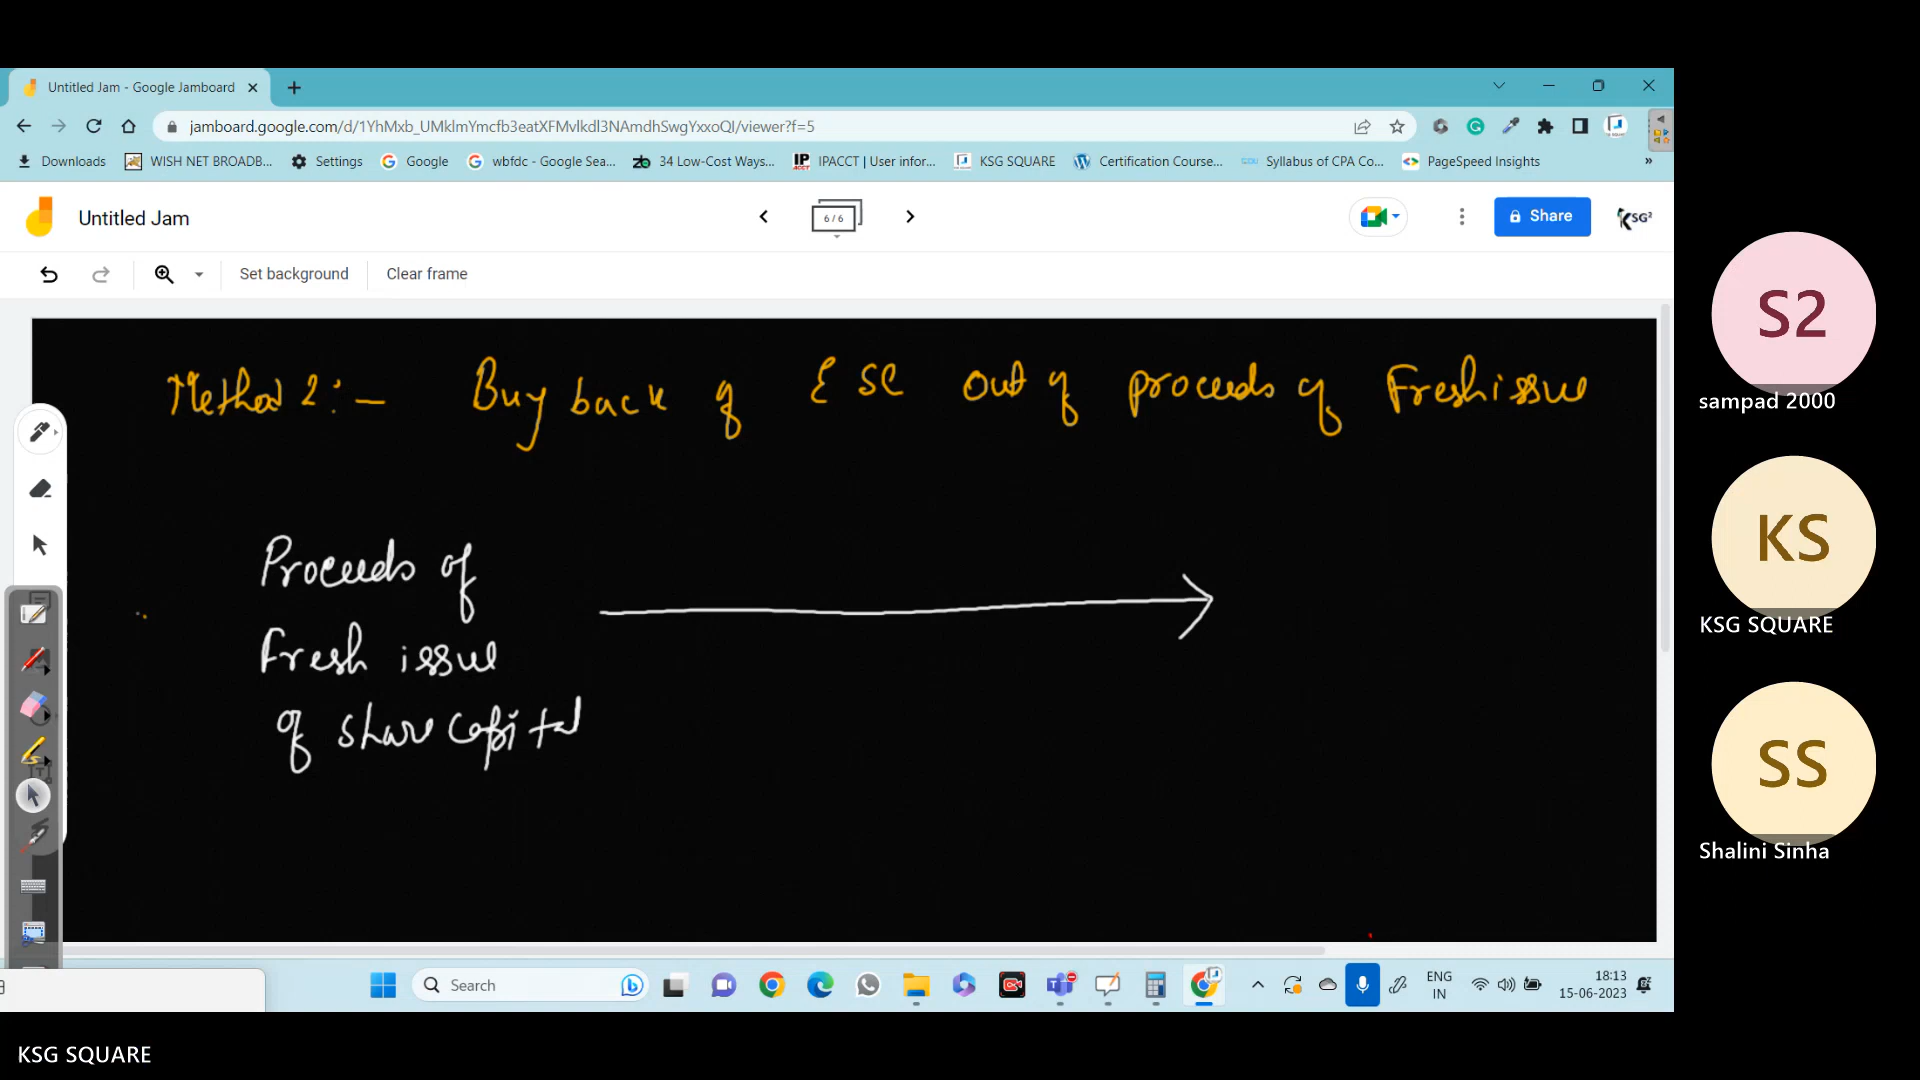 Untitled Jam - Google Jamboard
jamboard.google.com/d/1YhMxb_UMklmYmcfb3eatXFMvlkdl3NAmdhSwgYxxoQI/viewer?f=5
Downloads WISH NET BROADB... Settings Google wbfdc - Google Sea... 34 Low-Cost Ways... IPACCT | User infor... KSG SQUARE Certification Course... Syllabus of CPA Co... PageSpeed Insights »
Untitled Jam 6 / 6 Share KSG²
Set background Clear frame
Method 2:- Buy back of ESC out of proceeds of Fresh issue
Proceeds of
Fresh issue
of share capital
S2
sampad 2000
KS
KSG SQUARE
SS
Shalini Sinha
Search ENG IN 18:13 15-06-2023
KSG SQUARE